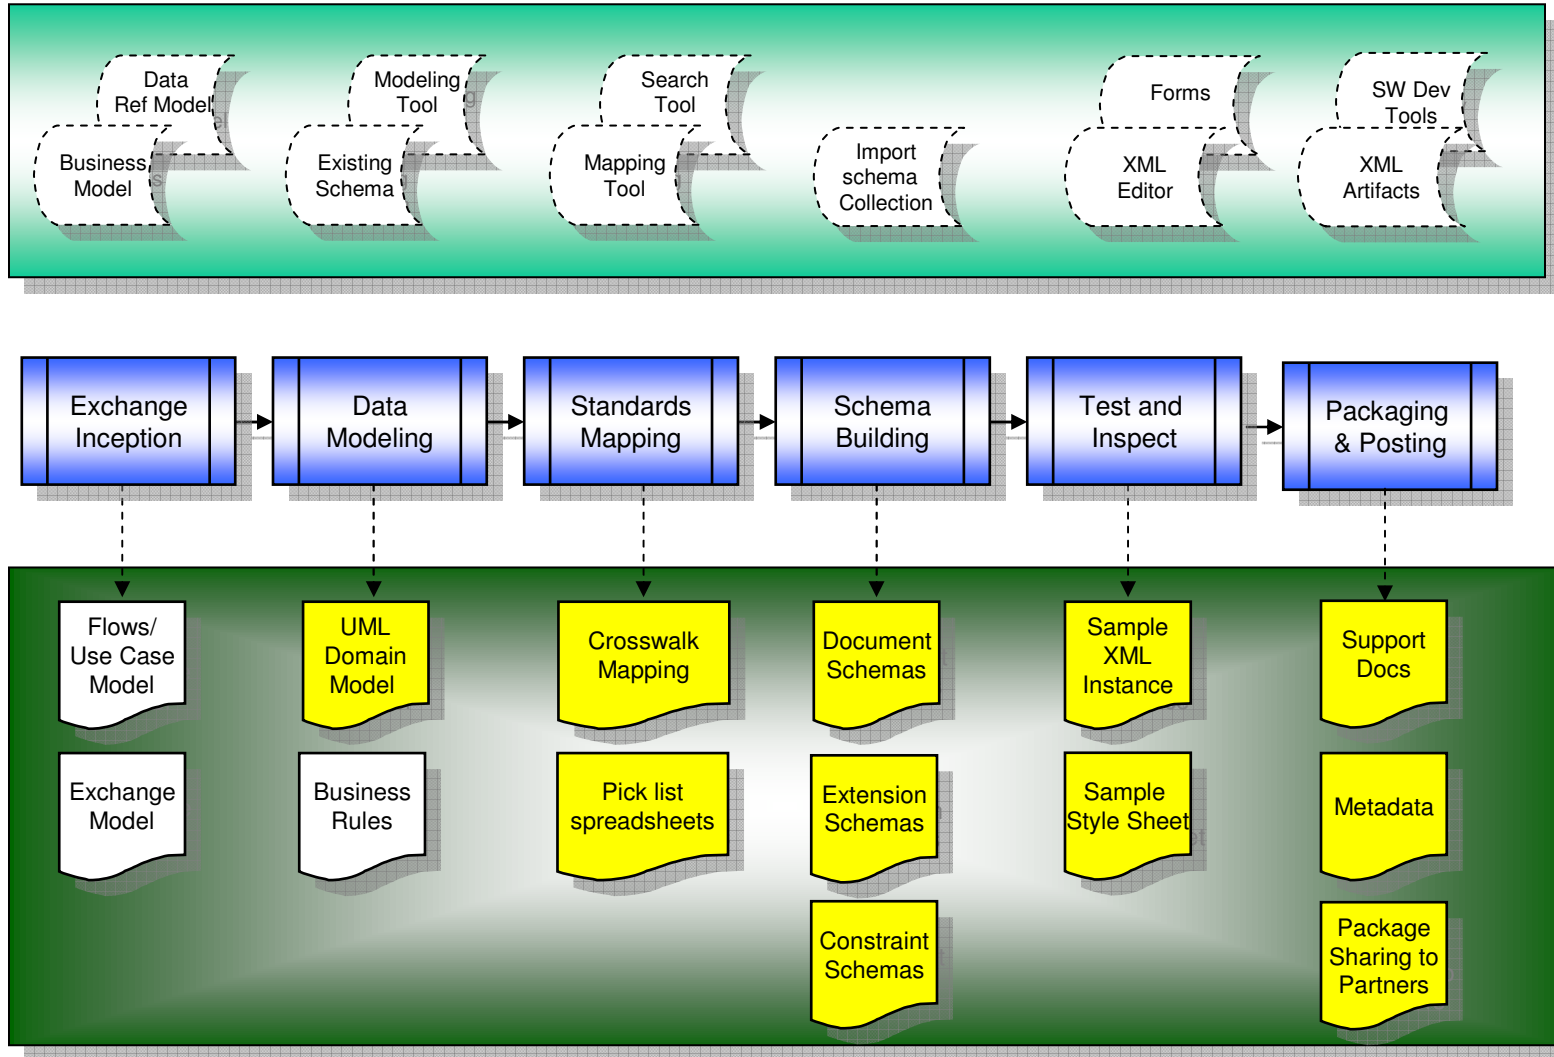 Data
Ref Model
Business
Model
Modeling
Tool
Existing
Schema
Search
Tool
Mapping
Tool
Import
schema
Collection
Forms
XML
Editor
SW Dev
Tools
XML
Artifacts
Exchange
Inception
Data
Modeling
Standards
Mapping
Schema
Building
Test and
Inspect
Packaging
& Posting
Flows/
Use Case
Model
Exchange
Model
UML
Domain
Model
Business
Rules
Crosswalk
Mapping
Pick list
spreadsheets
Document
Schemas
Extension
Schemas
Constraint
Schemas
Sample
XML
Instance
Sample
Style Sheet
Support
Docs
Metadata
Package
Sharing to
Partners